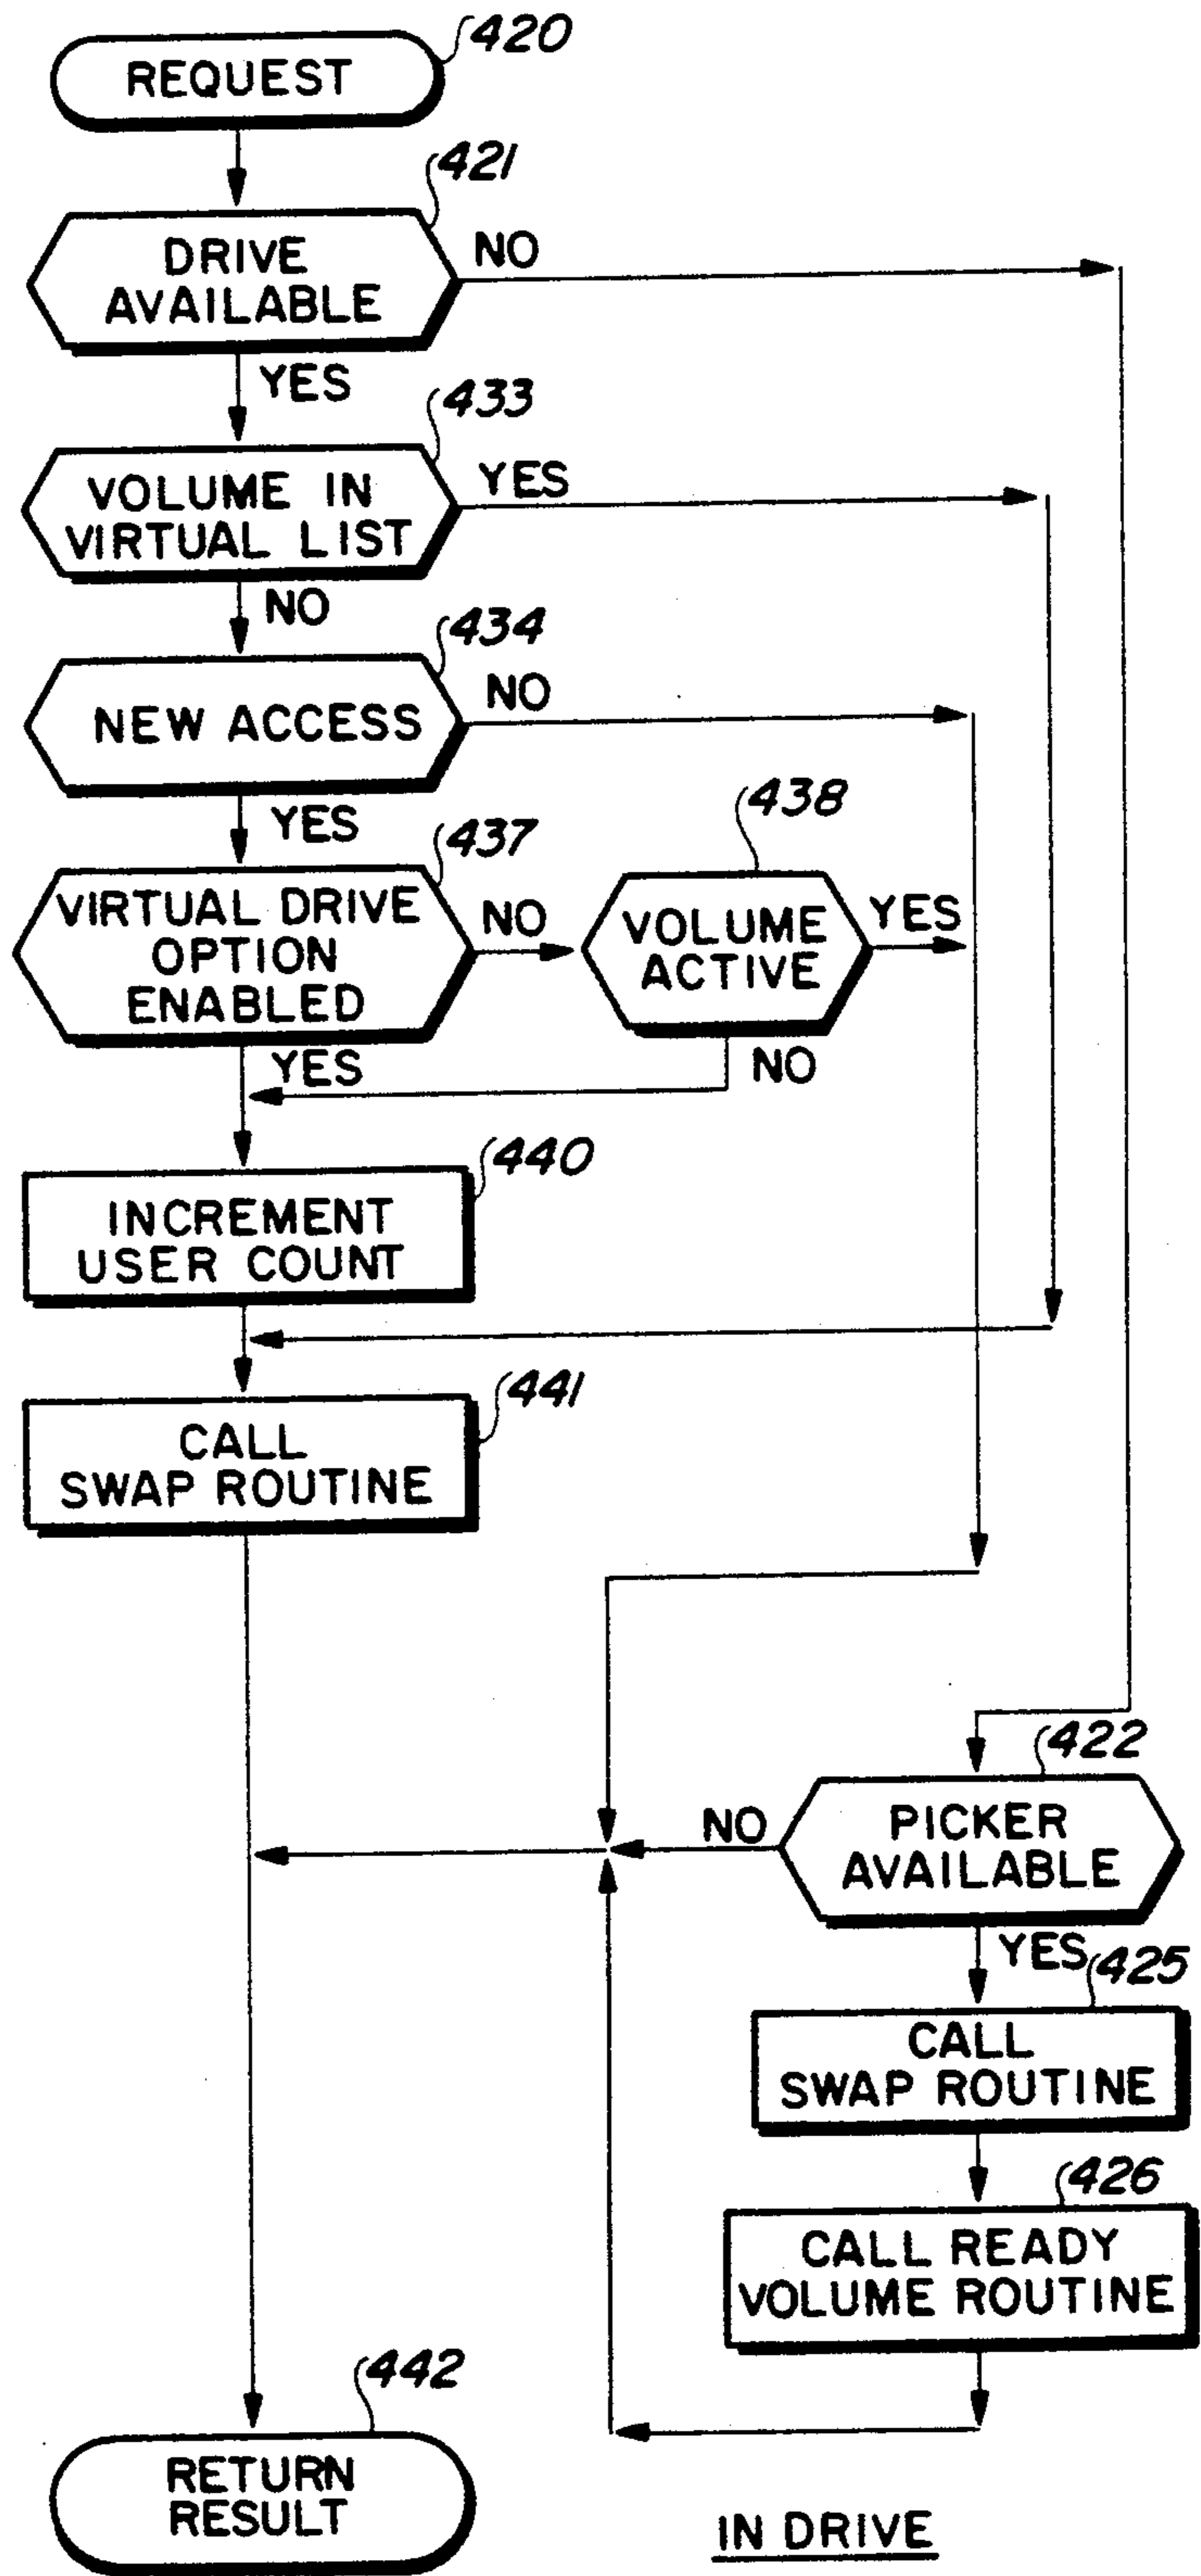 420
REQUEST
421
DRIVE
AVAILABLE
NO
YES
433
VOLUME IN
VIRTUAL LIST
YES
NO
434
NEW ACCESS
NO
YES
437
VIRTUAL DRIVE
OPTION
ENABLED
NO
YES
438
VOLUME
ACTIVE
YES
NO
440
INCREMENT
USER COUNT
441
CALL
SWAP ROUTINE
422
PICKER
AVAILABLE
NO
YES
425
CALL
SWAP ROUTINE
426
CALL READY
VOLUME ROUTINE
442
RETURN
RESULT
IN DRIVE